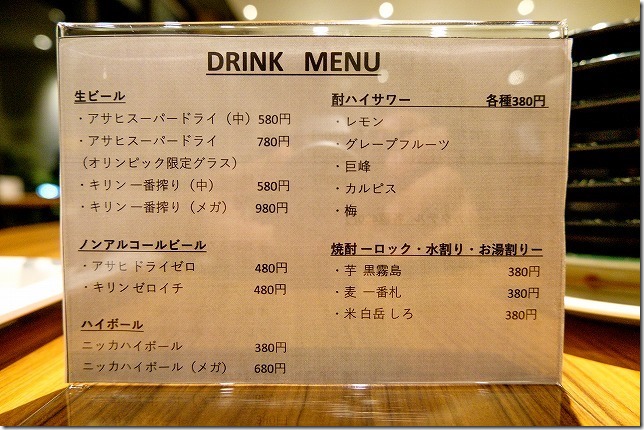 DRINK MENU
生ビール
・アサヒスーパードライ（中） 580円
・アサヒスーパードライ 780円
（オリンピック限定グラス）
・キリン 一番搾り（中） 580円
・キリン 一番搾り（メガ） 980円
ノンアルコールビール
・アサヒ ドライゼロ 480円
・キリン ゼロイチ 480円
ハイボール
ニッカハイボール 380円
ニッカハイボール（メガ） 680円
酎ハイサワー 各種380円
・レモン
・グレープフルーツ
・巨峰
・カルピス
・梅
焼酎 ーロック・水割り・お湯割りー
・芋 黒霧島 380円
・麦 一番札 380円
・米 白岳 しろ 380円